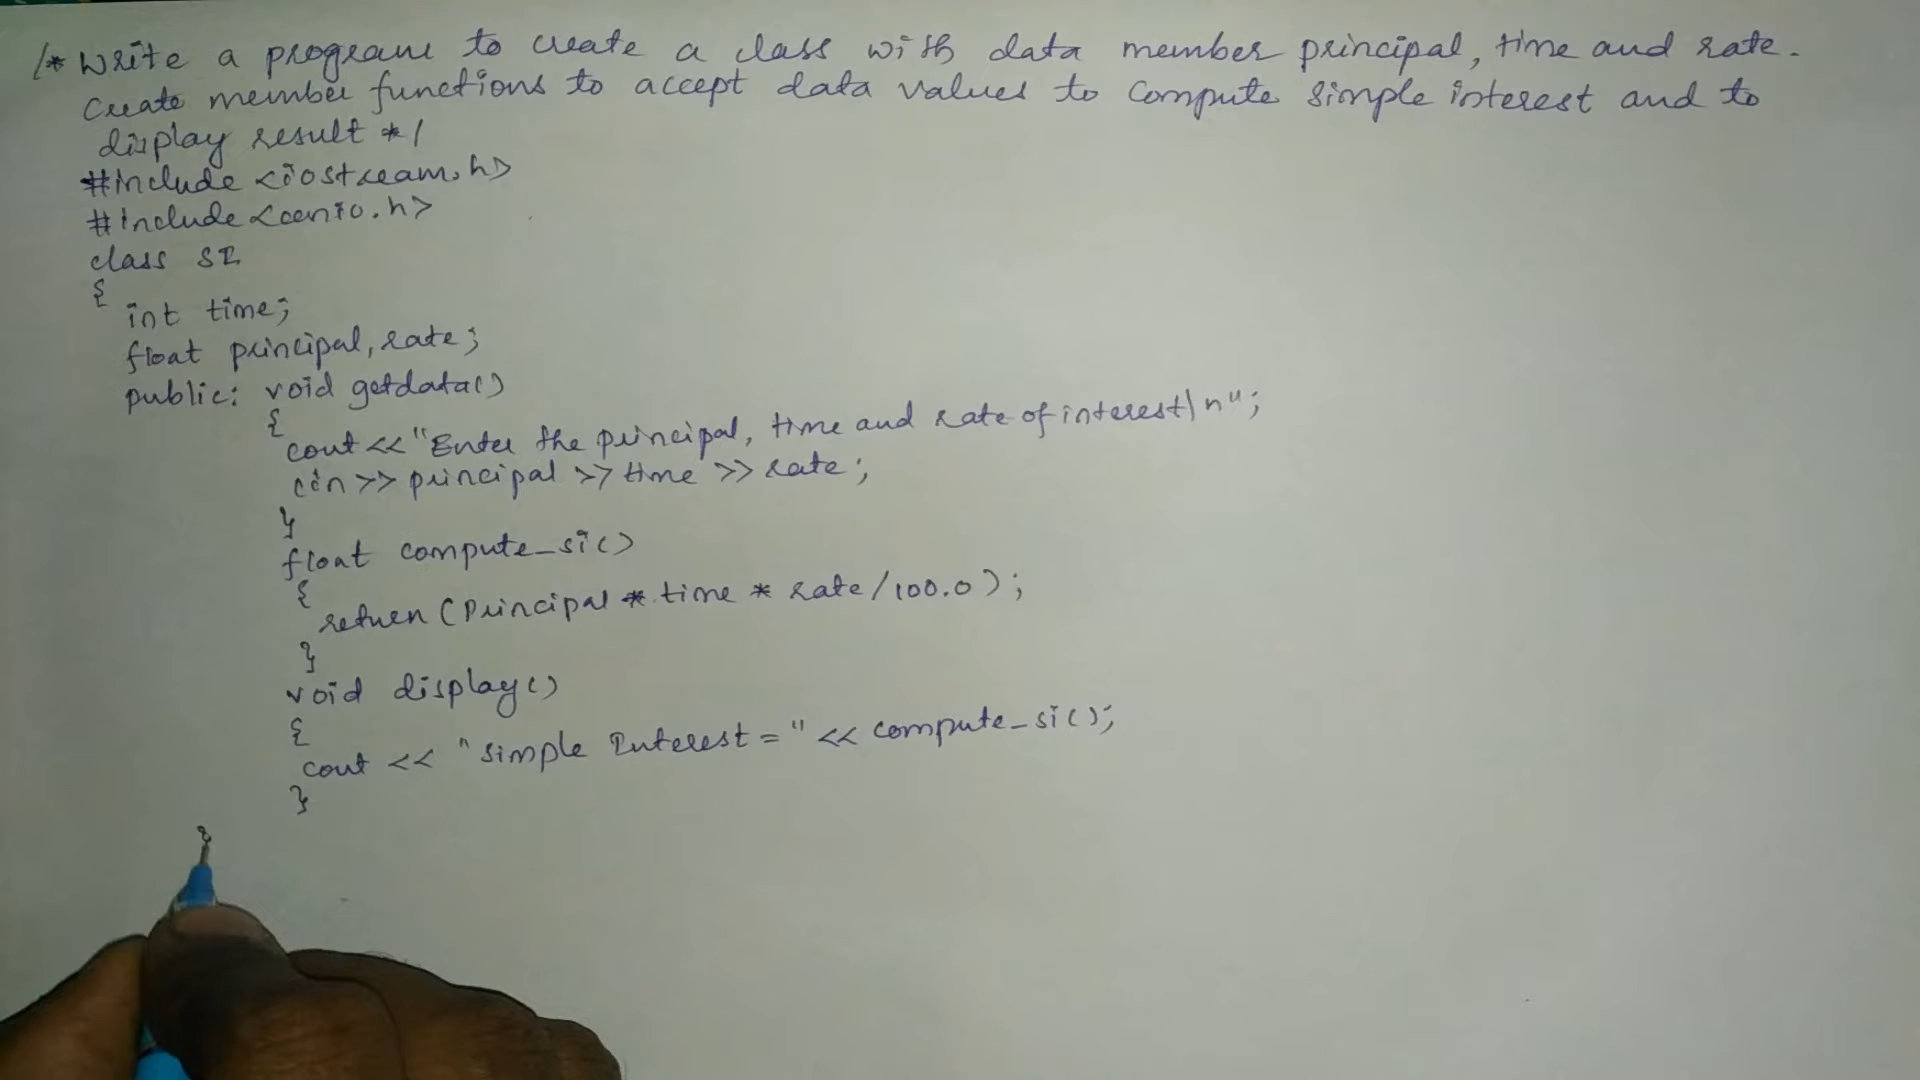 /* Write a program to create a class with data member principal, time and rate.
Create member functions to accept data values to compute simple interest and to
display result */
#include <iostream.h>
#include <conio.h>
class SI
{
int time;
float principal, rate;
public: void getdata()
{
cout << "Enter the principal, time and rate of interest\n";
cin >> principal >> time >> rate;
}
float compute_si()
{
return (Principal * time * rate/100.0);
}
void display()
{
cout << "Simple Interest = " << compute_si();
}
}